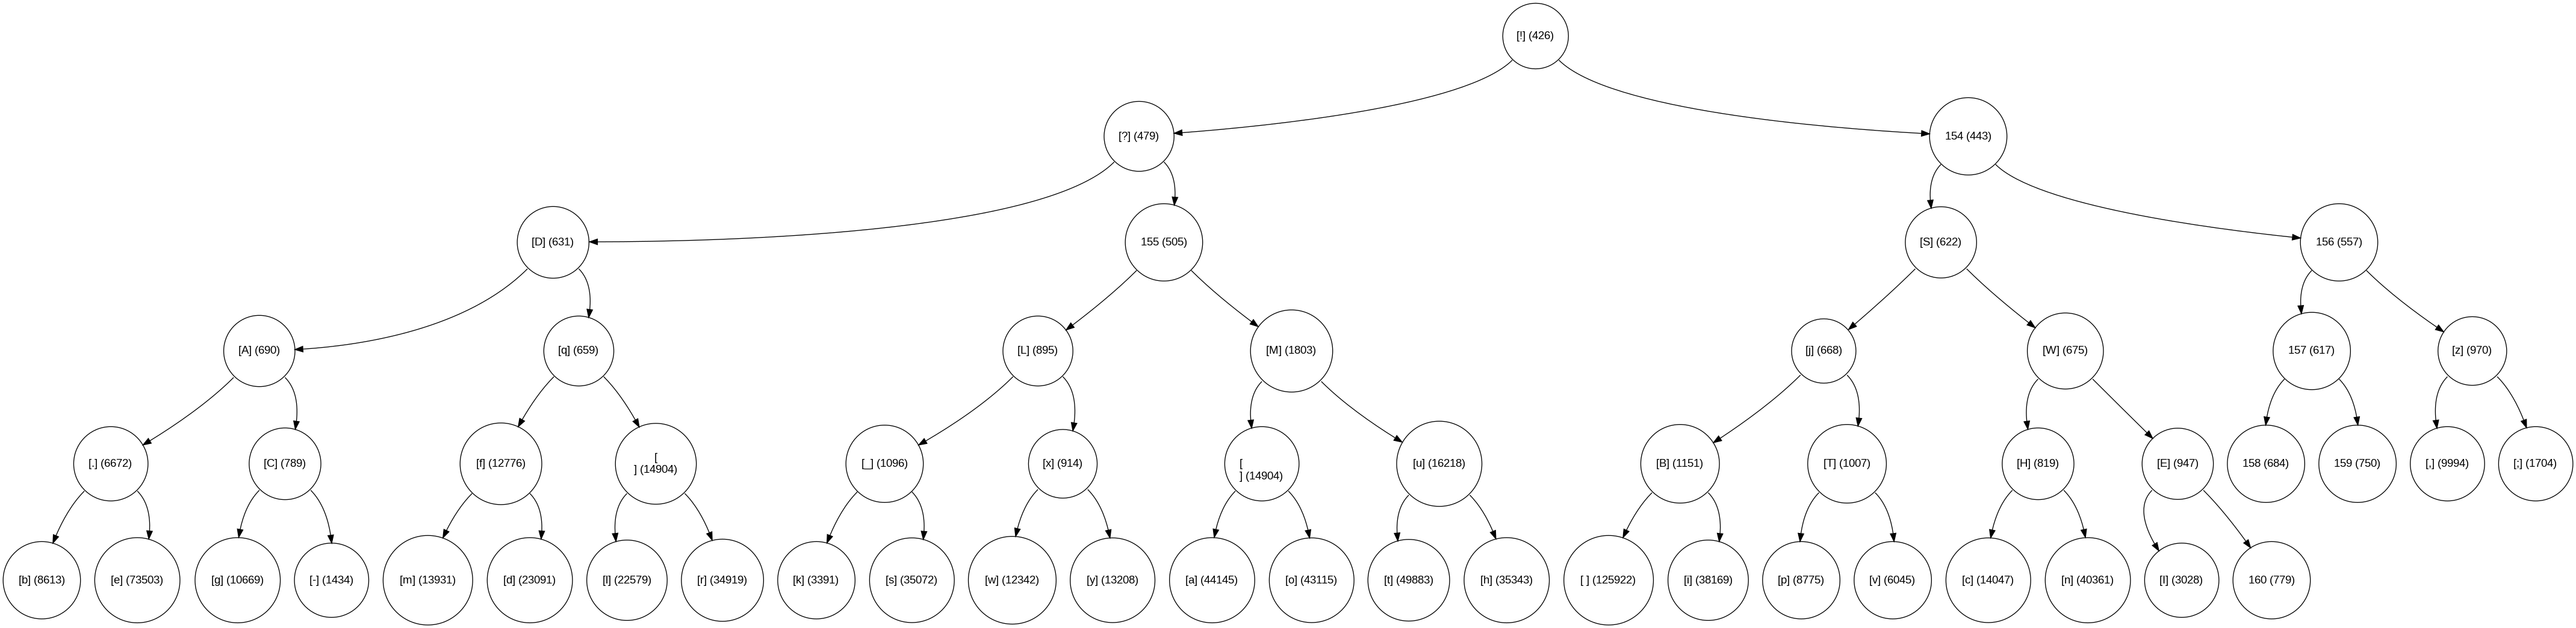 [!] (426)
[?] (479)
154 (443)
[D] (631)
155 (505)
[S] (622)
156 (557)
[A] (690)
[q] (659)
[L] (895)
[M] (1803)
[j] (668)
[W] (675)
157 (617)
[z] (970)
[.] (6672)
[C] (789)
[f] (12776)
[
] (14904)
[_] (1096)
[x] (914)
[
] (14904)
[u] (16218)
[B] (1151)
[T] (1007)
[H] (819)
[E] (947)
158 (684)
159 (750)
[,] (9994)
[;] (1704)
[b] (8613)
[e] (73503)
[g] (10669)
[-] (1434)
[m] (13931)
[d] (23091)
[l] (22579)
[r] (34919)
[k] (3391)
[s] (35072)
[w] (12342)
[y] (13208)
[a] (44145)
[o] (43115)
[t] (49883)
[h] (35343)
[ ] (125922)
[i] (38169)
[p] (8775)
[v] (6045)
[c] (14047)
[n] (40361)
[I] (3028)
160 (779)